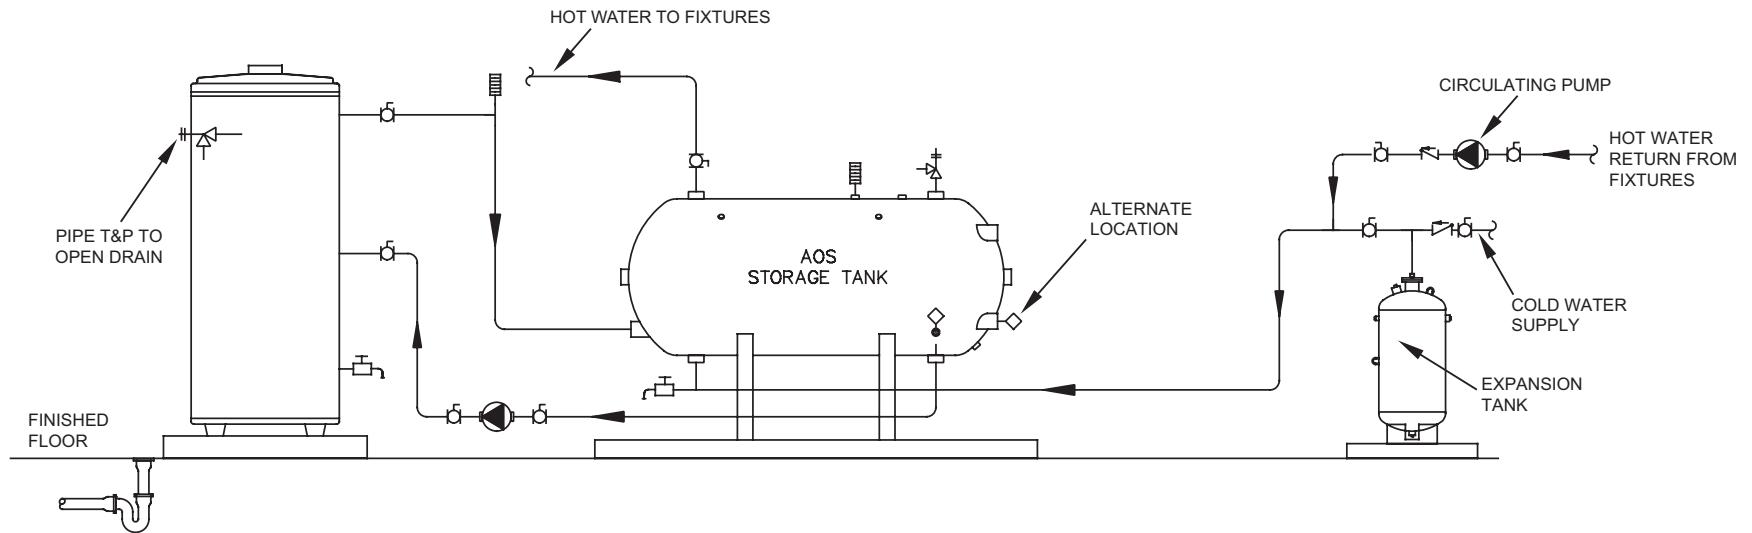 HOT WATER TO FIXTURES
CIRCULATING PUMP
HOT WATER
RETURN FROM
FIXTURES
PIPE T&P TO
OPEN DRAIN
ALTERNATE
LOCATION
AOS
STORAGE TANK
COLD WATER
SUPPLY
EXPANSION
TANK
FINISHED
FLOOR